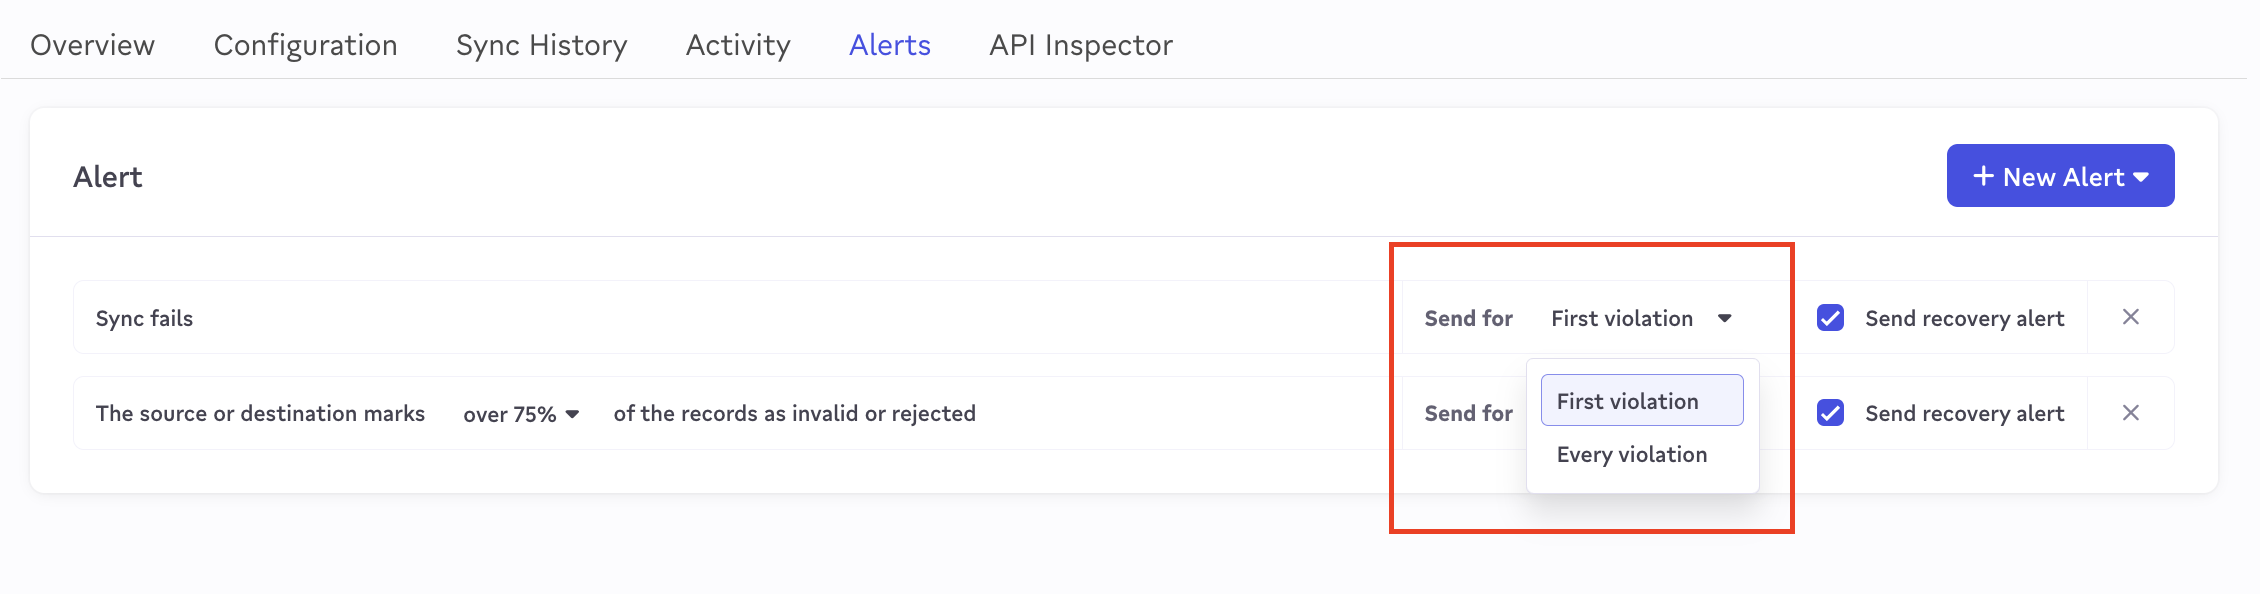 Overview Configuration Sync History Activity Alerts API Inspector
Alert
+ New Alert
Sync fails Send for First violation Send recovery alert
The source or destination marks over 75% of the records as invalid or rejected Send for Send recovery alert
First violation
Every violation